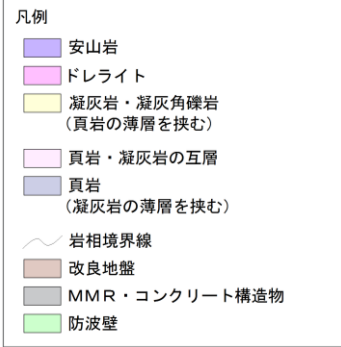 凡例
安山岩
ドレライト
凝灰岩・凝灰角礫岩
(頁岩の薄層を挟む)
頁岩・凝灰岩の互層
頁岩
(凝灰岩の薄層を挟む)
岩相境界線
改良地盤
ＭＭＲ・コンクリート構造物
防波壁